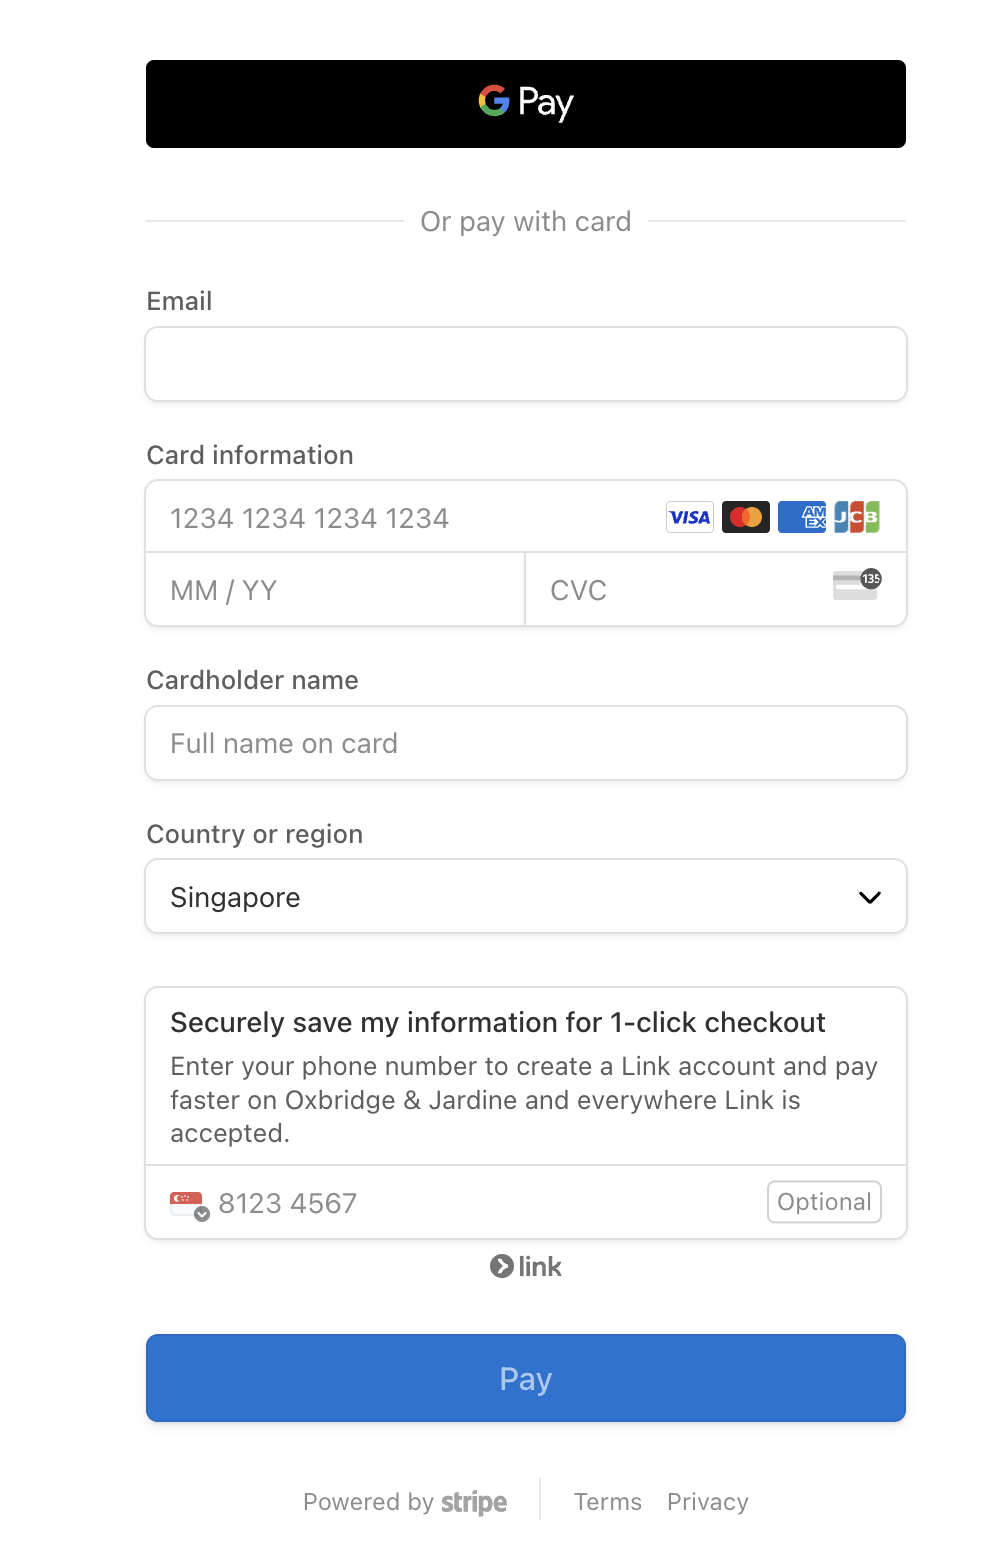 G Pay
Or pay with card
Email
Card information
1234 1234 1234 1234 VISA AMEX JCB
MM / YY CVC 135
Cardholder name
Full name on card
Country or region
Singapore
Securely save my information for 1-click checkout
Enter your phone number to create a Link account and pay
faster on Oxbridge & Jardine and everywhere Link is
accepted.
8123 4567 Optional
link
Pay
Powered by stripe Terms Privacy